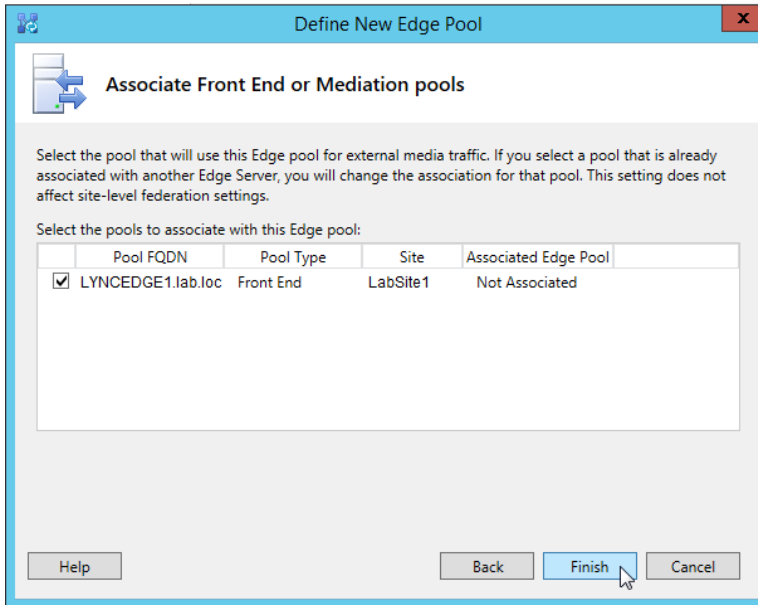 Define New Edge Pool
x
Associate Front End or Mediation pools
Select the pool that will use this Edge pool for external media traffic. If you select a pool that is already
associated with another Edge Server, you will change the association for that pool. This setting does not
affect site-level federation settings.
Select the pools to associate with this Edge pool:
Pool FQDN Pool Type Site Associated Edge Pool
LYNCEDGE1.lab.loc Front End LabSite1 Not Associated
Help Back Finish Cancel